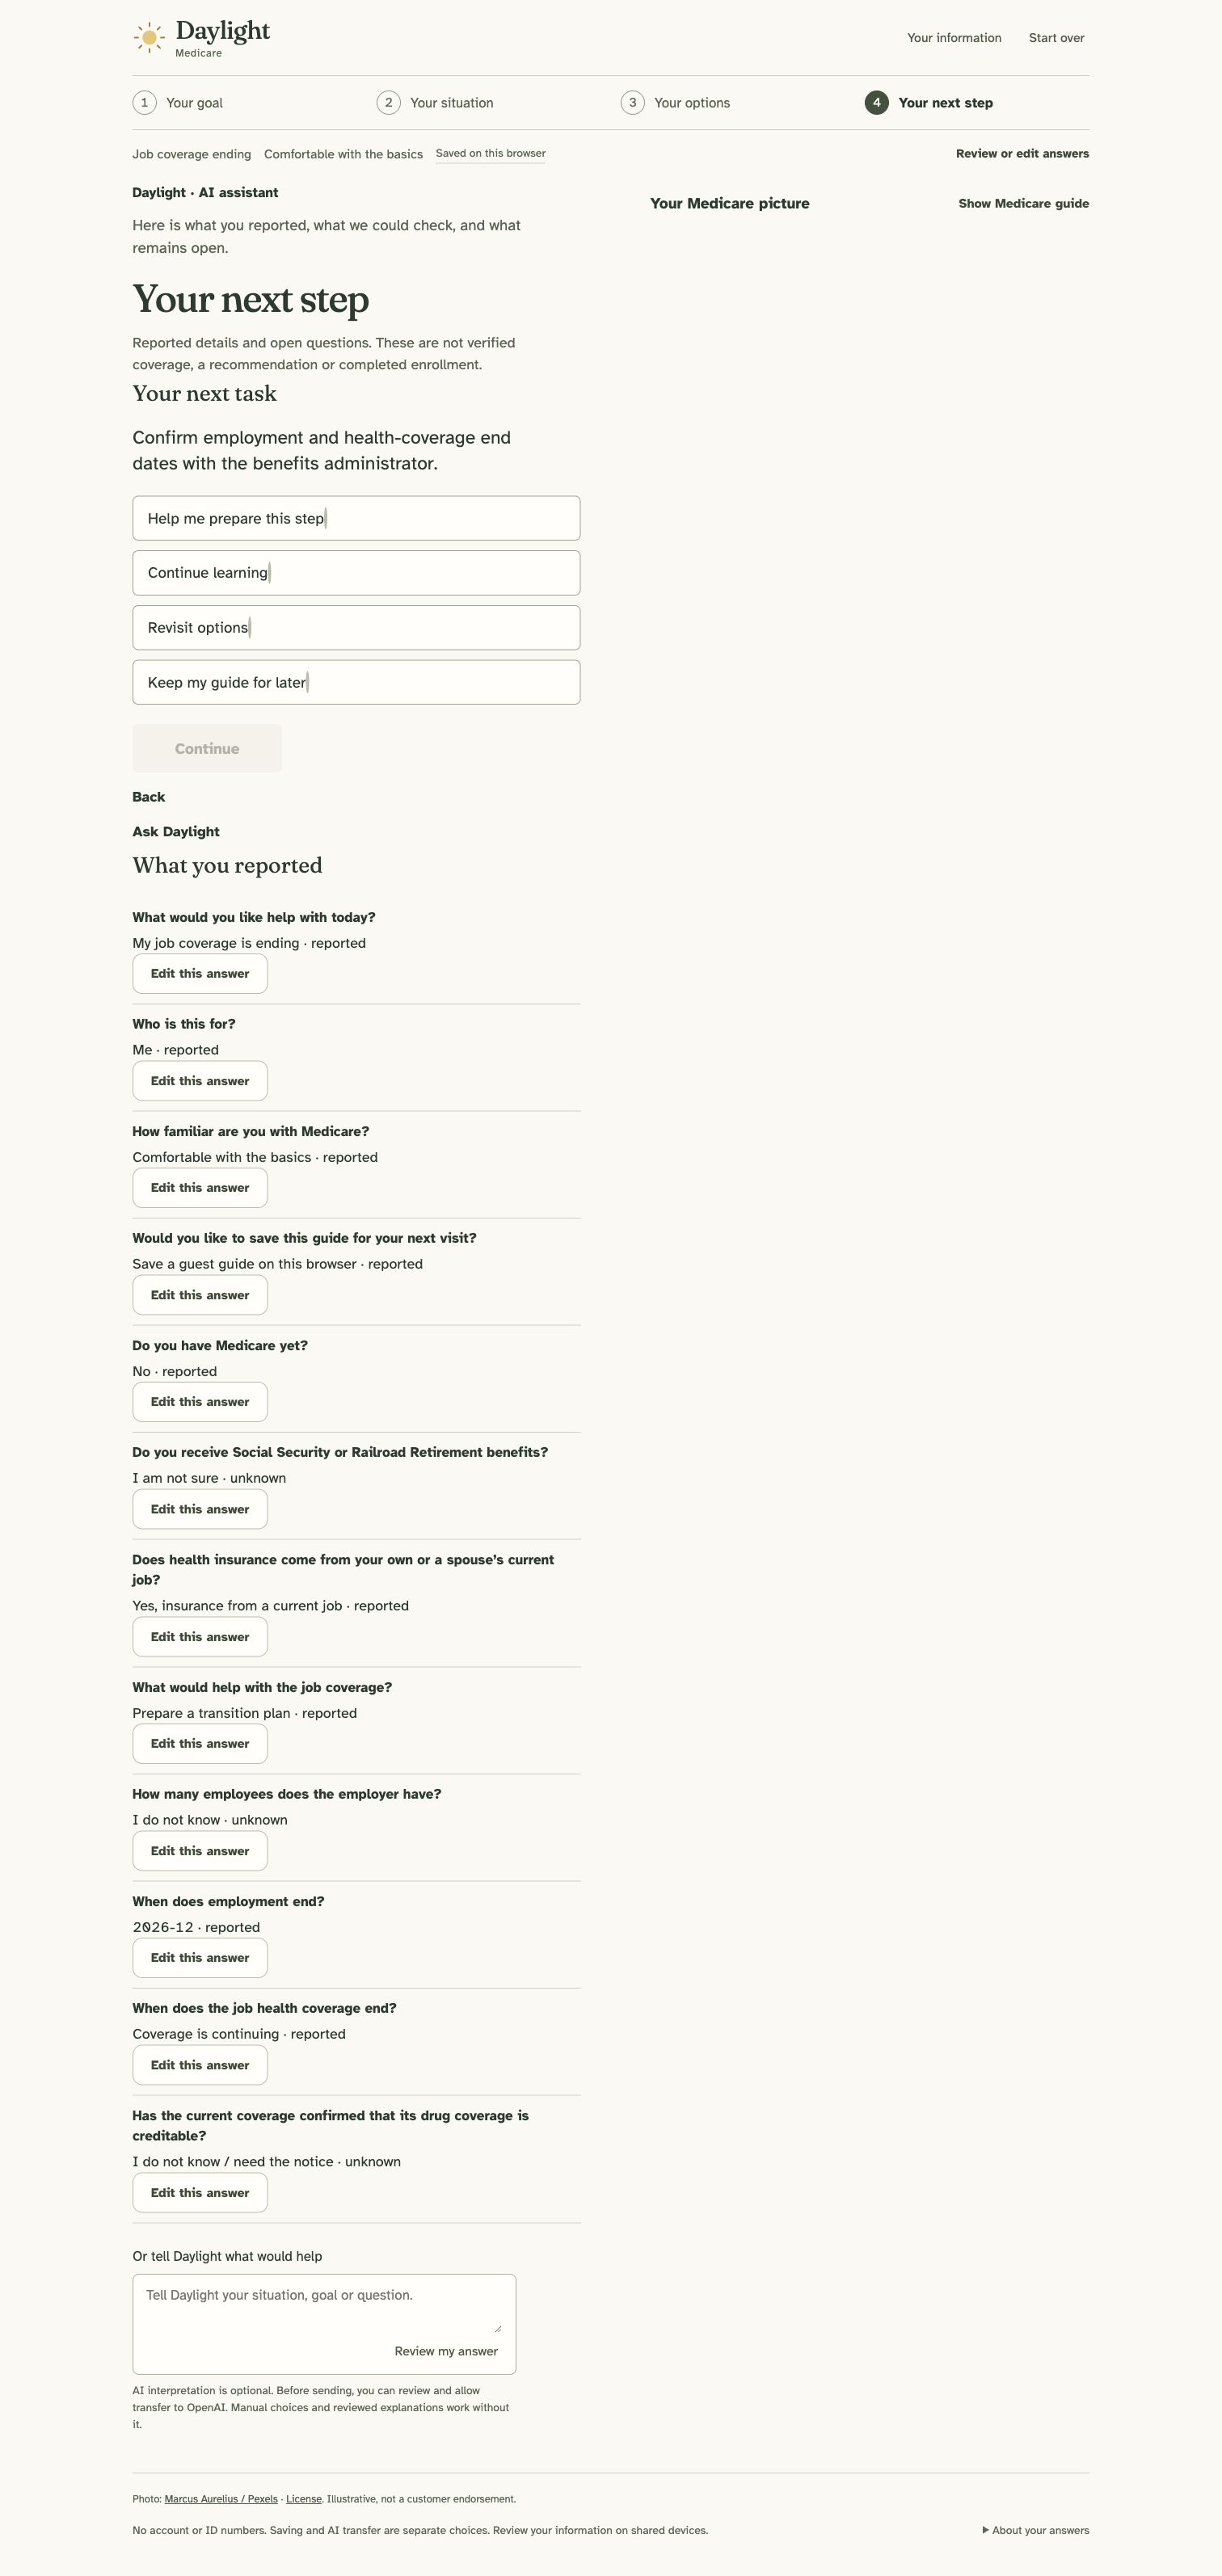 Daylight
Medicare
Your information
Start over
1 Your goal
2 Your situation
3 Your options
4 Your next step
Job coverage ending
Comfortable with the basics
Saved on this browser
Review or edit answers
Daylight · AI assistant
Here is what you reported, what we could check, and what
remains open.
Your Medicare picture
Show Medicare guide
Your next step
Reported details and open questions. These are not verified
coverage, a recommendation or completed enrollment.
Your next task
Confirm employment and health-coverage end
dates with the benefits administrator.
Help me prepare this step
Continue learning
Revisit options
Keep my guide for later
Continue
Back
Ask Daylight
What you reported
What would you like help with today?
My job coverage is ending · reported
Edit this answer
Who is this for?
Me · reported
Edit this answer
How familiar are you with Medicare?
Comfortable with the basics · reported
Edit this answer
Would you like to save this guide for your next visit?
Save a guest guide on this browser · reported
Edit this answer
Do you have Medicare yet?
No · reported
Edit this answer
Do you receive Social Security or Railroad Retirement benefits?
I am not sure · unknown
Edit this answer
Does health insurance come from your own or a spouse’s current
job?
Yes, insurance from a current job · reported
Edit this answer
What would help with the job coverage?
Prepare a transition plan · reported
Edit this answer
How many employees does the employer have?
I do not know · unknown
Edit this answer
When does employment end?
2026-12 · reported
Edit this answer
When does the job health coverage end?
Coverage is continuing · reported
Edit this answer
Has the current coverage confirmed that its drug coverage is
creditable?
I do not know / need the notice · unknown
Edit this answer
Or tell Daylight what would help
Tell Daylight your situation, goal or question.
Review my answer
AI interpretation is optional. Before sending, you can review and allow
transfer to OpenAI. Manual choices and reviewed explanations work without
it.
Photo: Marcus Aurelius / Pexels · License. Illustrative, not a customer endorsement.
No account or ID numbers. Saving and AI transfer are separate choices. Review your information on shared devices.
About your answers